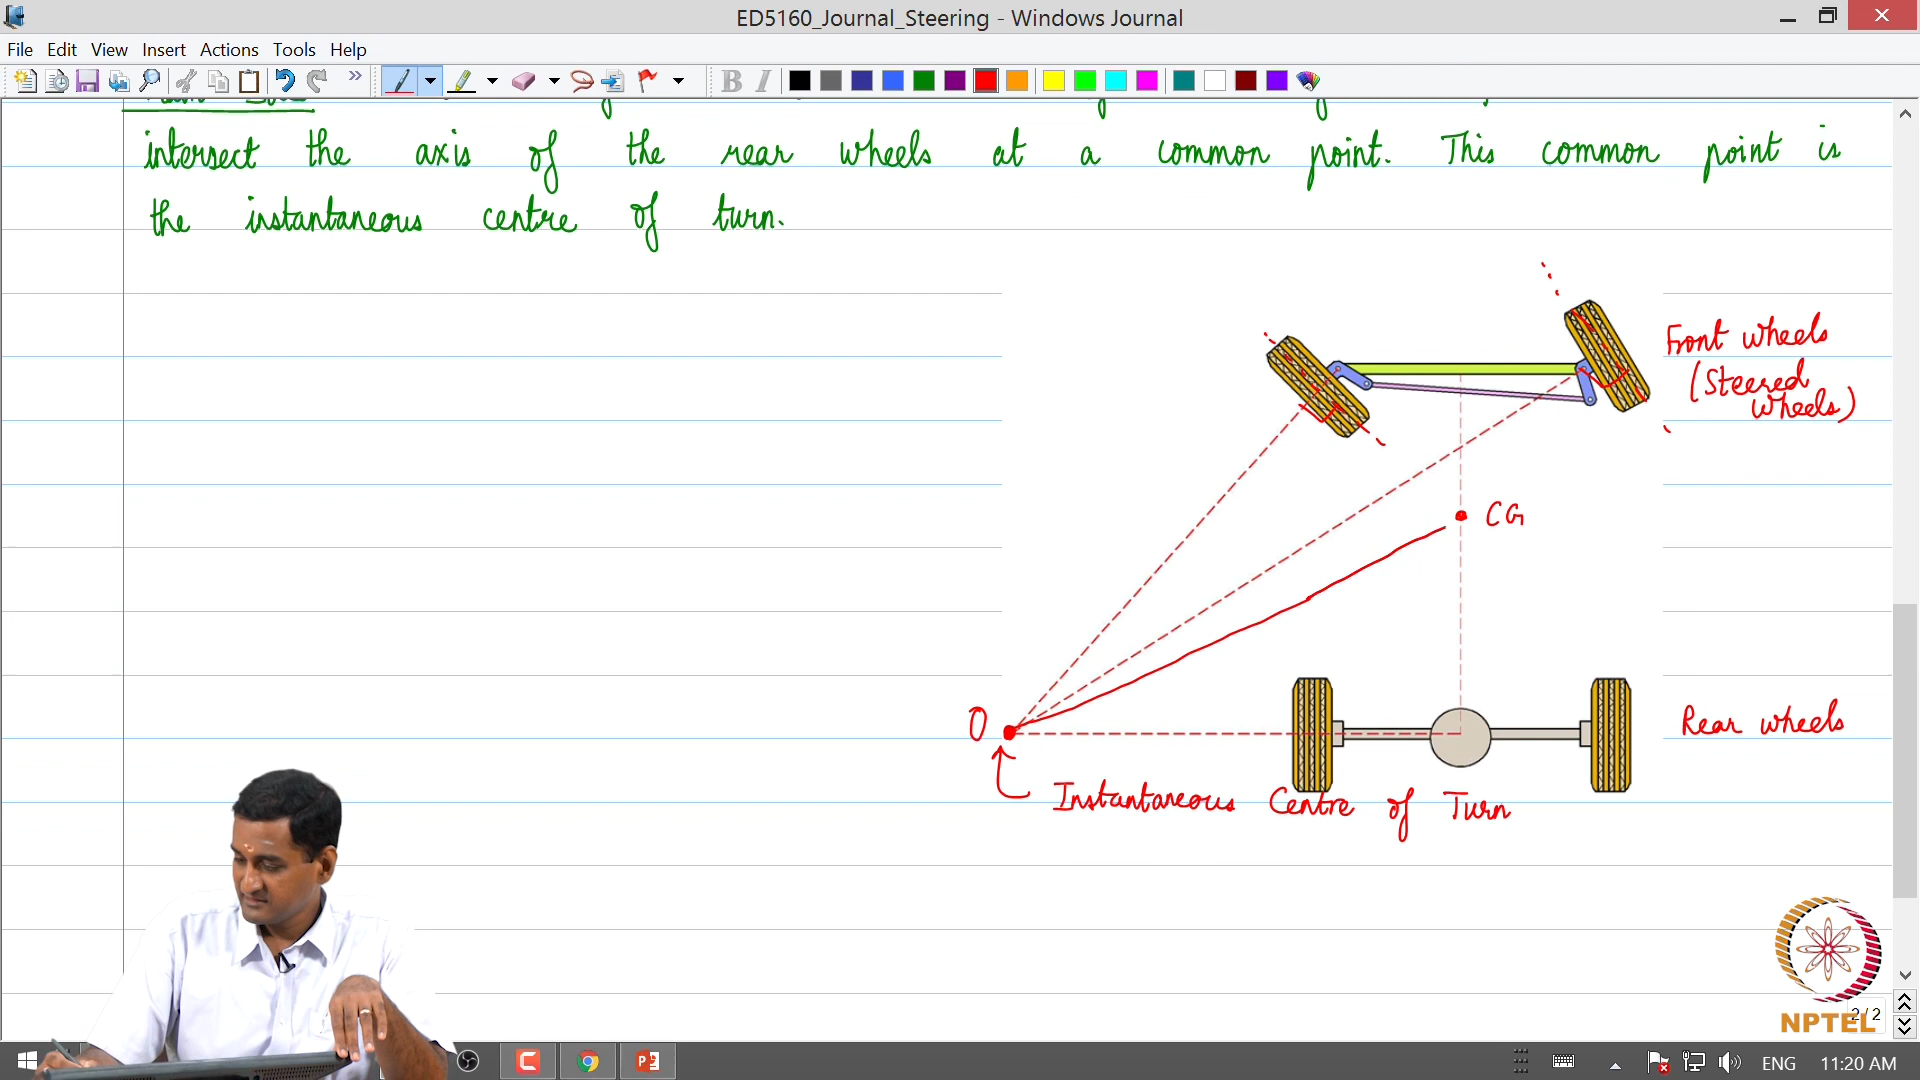 ED5160_Journal_Steering - Windows Journal
File Edit View Insert Actions Tools Help
B I
intersect the axis of the rear wheels at a common point. This common point is
the instantaneous centre of turn.
Front wheels
(Steered
wheels)
CG
O
Rear wheels
Instantaneous Centre of Turn
2/2
NPTEL
ENG 11:20 AM